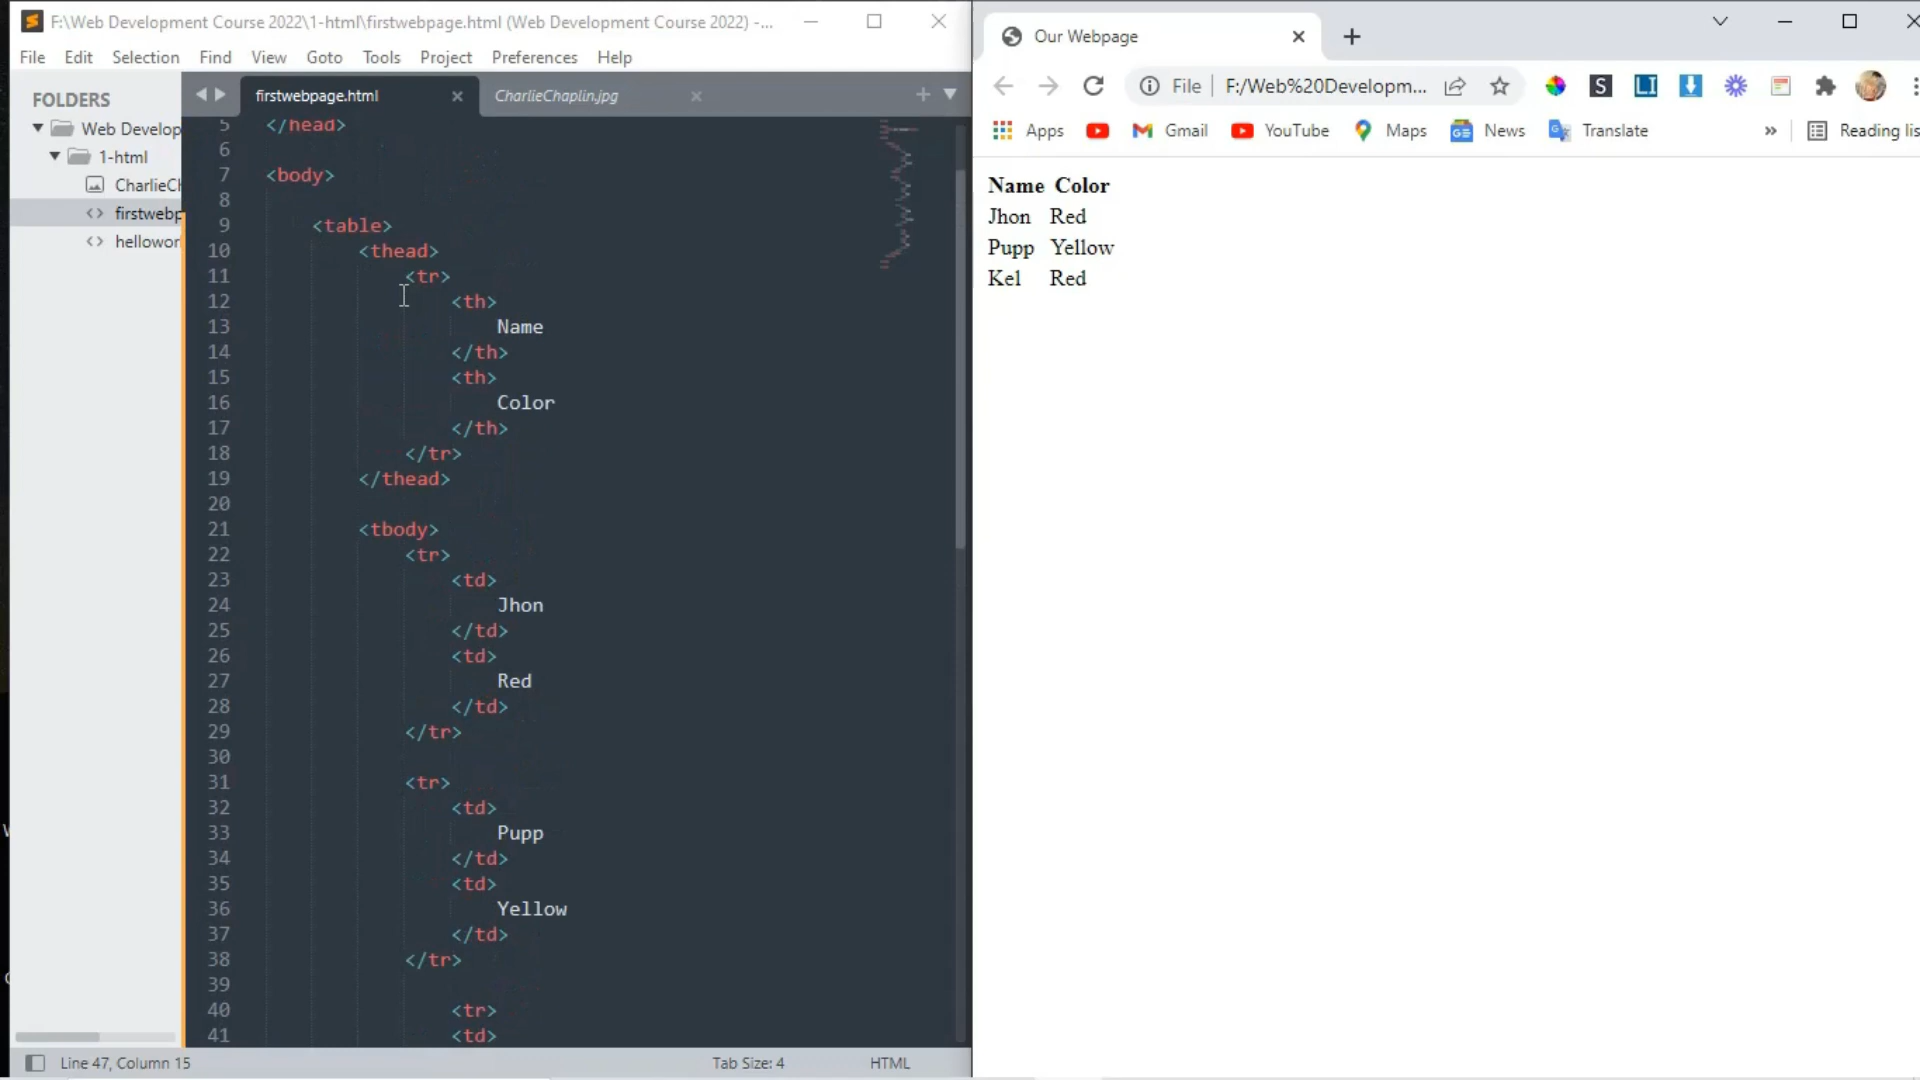 F:\Web Development Course 2022\1-html\firstwebpage.html (Web Development Course 2022) -...
File Edit Selection Find View Goto Tools Project Preferences Help
FOLDERS
Web Develop
1-html
CharlieCh
firstwebp
hellowor
firstwebpage.html
CharlieChaplin.jpg
5 </head>
6
7 <body>
8
9 <table>
10 <thead>
11 <tr>
12 <th>
13 Name
14 </th>
15 <th>
16 Color
17 </th>
18 </tr>
19 </thead>
20
21 <tbody>
22 <tr>
23 <td>
24 Jhon
25 </td>
26 <td>
27 Red
28 </td>
29 </tr>
30
31 <tr>
32 <td>
33 Pupp
34 </td>
35 <td>
36 Yellow
37 </td>
38 </tr>
39
40 <tr>
41 <td>
Line 47, Column 15
Tab Size: 4
HTML
Our Webpage
File F:/Web%20Developm...
Apps Gmail YouTube Maps News Translate » Reading lis
Name Color
Jhon Red
Pupp Yellow
Kel Red